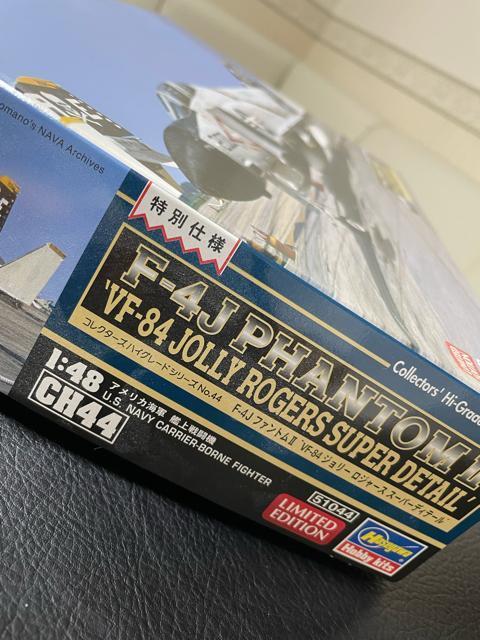 omano's NAVA Archives
特別仕様
Collectors' Hi-Grade
F-4J PHANTOM II
'VF-84 JOLLY ROGERS SUPER DETAIL'
コレクターズハイグレードシリーズ No.44 F-4J ファントムII "VF-84 ジョリーロジャース スーパーディテール"
1:48 アメリカ海軍 艦上戦闘機
CH44 U.S. NAVY CARRIER-BORNE FIGHTER
51044
LIMITED
EDITION
Hasegawa
Hobby kits